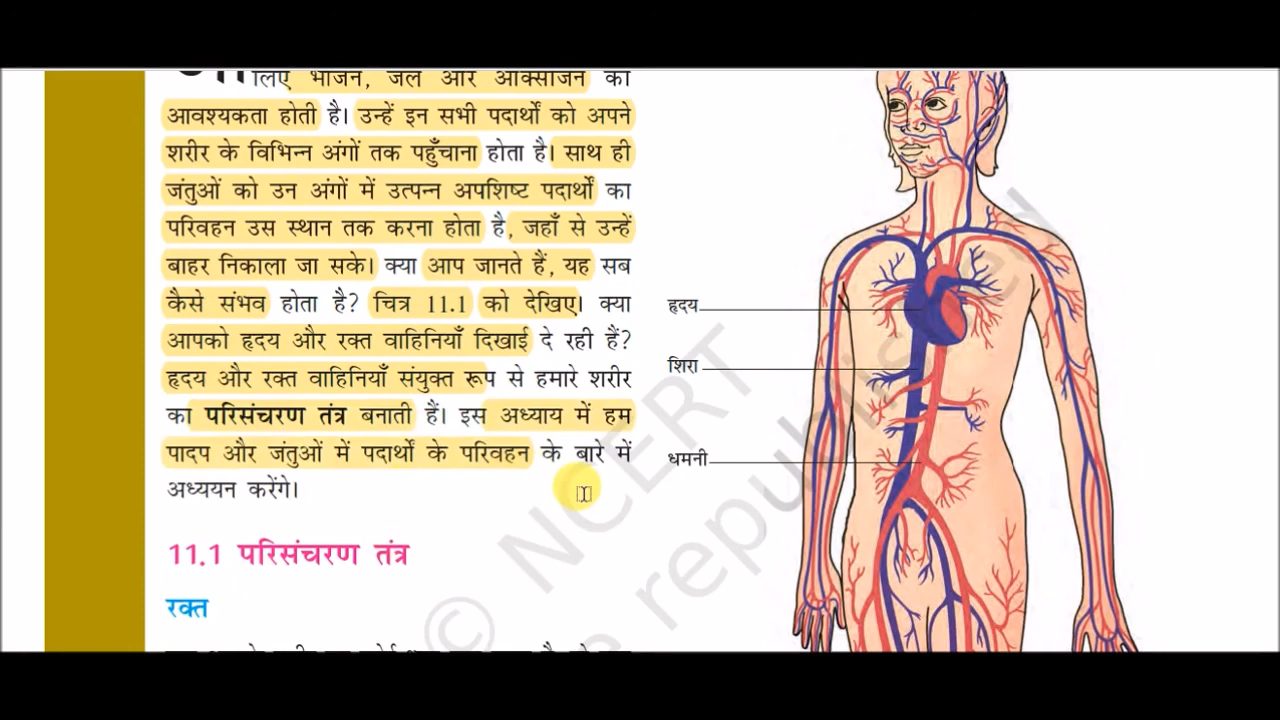 लिए भोजन, जल और ऑक्सीजन की
आवश्यकता होती है। उन्हें इन सभी पदार्थों को अपने
शरीर के विभिन्न अंगों तक पहुँचाना होता है। साथ ही
जंतुओं को उन अंगों में उत्पन्न अपशिष्ट पदार्थों का
परिवहन उस स्थान तक करना होता है, जहाँ से उन्हें
बाहर निकाला जा सके। क्या आप जानते हैं, यह सब
कैसे संभव होता है? चित्र 11.1 को देखिए। क्या
आपको हृदय और रक्त वाहिनियाँ दिखाई दे रही हैं?
हृदय और रक्त वाहिनियाँ संयुक्त रूप से हमारे शरीर
का परिसंचरण तंत्र बनाती हैं। इस अध्याय में हम
पादप और जंतुओं में पदार्थों के परिवहन के बारे में
अध्ययन करेंगे।
11.1 परिसंचरण तंत्र
रक्त
हृदय
शिरा
धमनी
© NCERT
republished